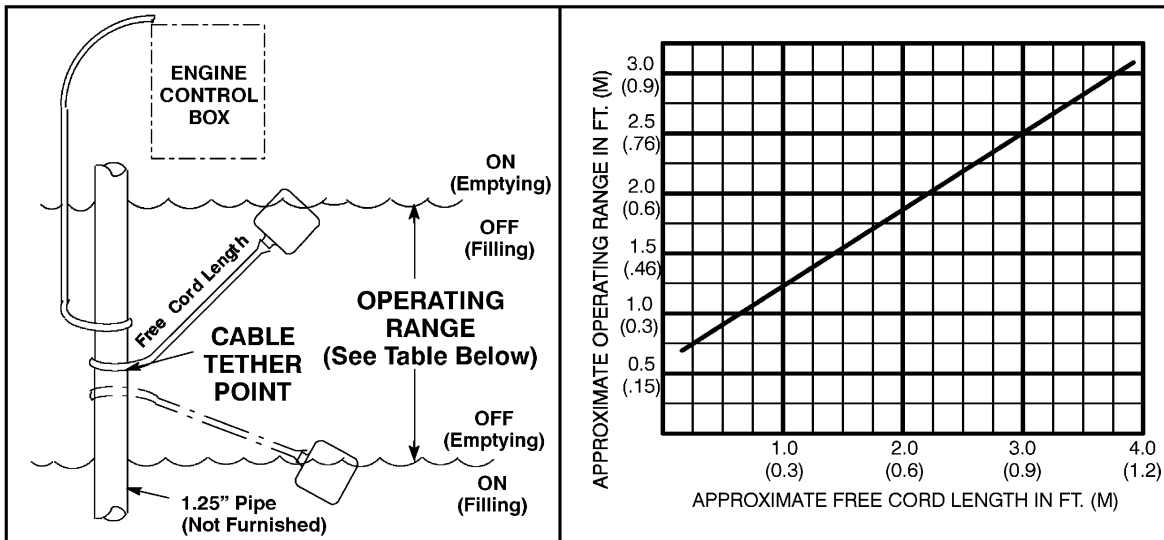 ENGINE
CONTROL
BOX
ON
(Emptying)
OFF
(Filling)
Free Cord Length
OPERATING
RANGE
(See Table Below)
CABLE
TETHER
POINT
OFF
(Emptying)
ON
(Filling)
1.25” Pipe
(Not Furnished)
APPROXIMATE OPERATING RANGE IN FT. (M)
3.0
(0.9)
2.5
(.76)
2.0
(0.6)
1.5
(.46)
1.0
(0.3)
0.5
(.15)
1.0 2.0 3.0 4.0
(0.3) (0.6) (0.9) (1.2)
APPROXIMATE FREE CORD LENGTH IN FT. (M)